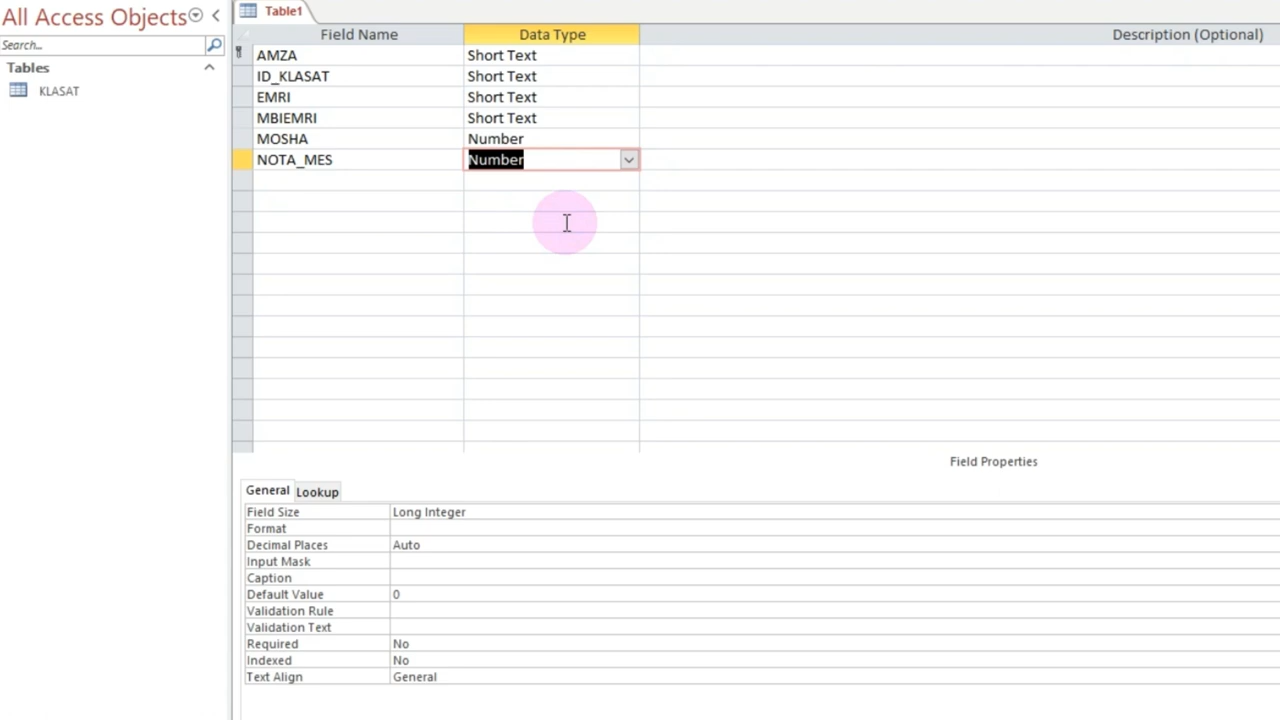 All Access Objects
Search...
Tables
KLASAT
Table1
Field Name Data Type Description (Optional)
AMZA Short Text
ID_KLASAT Short Text
EMRI Short Text
MBIEMRI Short Text
MOSHA Number
NOTA_MES Number
Field Properties
General Lookup
Field Size Long Integer
Format
Decimal Places Auto
Input Mask
Caption
Default Value 0
Validation Rule
Validation Text
Required No
Indexed No
Text Align General